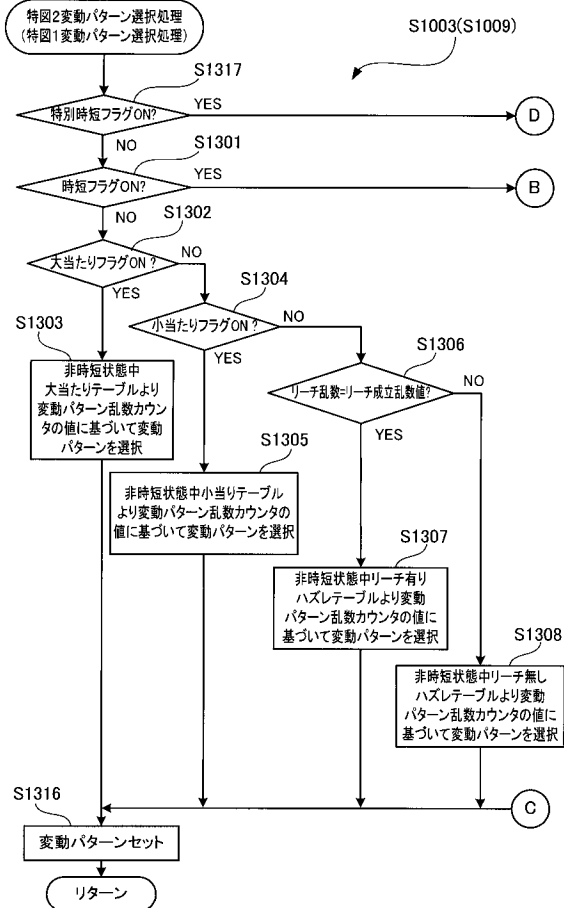 特図2変動パターン選択処理
(特図1変動パターン選択処理)
S1003(S1009)
S1317
特別時短フラグON?
YES
D
NO
S1301
時短フラグON?
YES
B
NO
S1302
大当たりフラグON？
NO
YES
S1304
小当たりフラグON？
NO
YES
S1303
非時短状態中
大当たりテーブルより
変動パターン乱数カウン
タの値に基づいて変動
パターンを選択
S1306
リーチ乱数=リーチ成立乱数値?
NO
YES
S1305
非時短状態中小当りテーブル
より変動パターン乱数カウンタの
値に基づいて変動パターンを選択
S1307
非時短状態中リーチ有り
ハズレテーブルより変動
パターン乱数カウンタの値に
基づいて変動パターンを選択
S1308
非時短状態中リーチ無し
ハズレテーブルより変動
パターン乱数カウンタの値に
基づいて変動パターンを選択
C
S1316
変動パターンセット
リターン